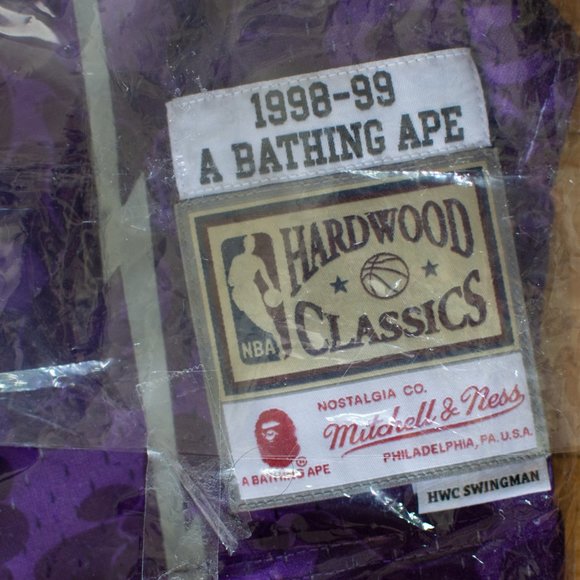 1998-99
A BATHING APE
HARDWOOD
CLASSICS
NBA
NOSTALGIA CO.
Mitchell & Ness
PHILADELPHIA, PA. U.S.A.
A BATHING APE
HWC SWINGMAN